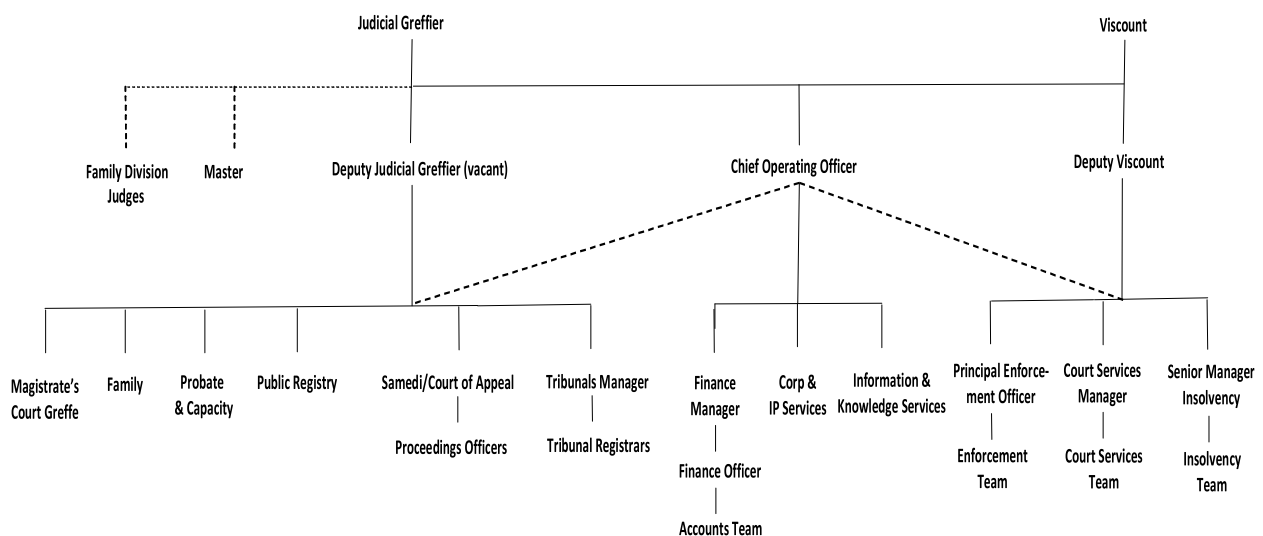 Judicial Greffier
Viscount
Family Division
Judges
Master
Deputy Judicial Greffier (vacant)
Chief Operating Officer
Deputy Viscount
Magistrate's
Court Greffe
Family
Probate
& Capacity
Public Registry
Samedi/Court of Appeal
Proceedings Officers
Tribunals Manager
Tribunal Registrars
Finance
Manager
Finance Officer
Accounts Team
Corp &
IP Services
Information &
Knowledge Services
Principal Enforce-
ment Officer
Enforcement
Team
Court Services
Manager
Court Services
Team
Senior Manager
Insolvency
Insolvency
Team